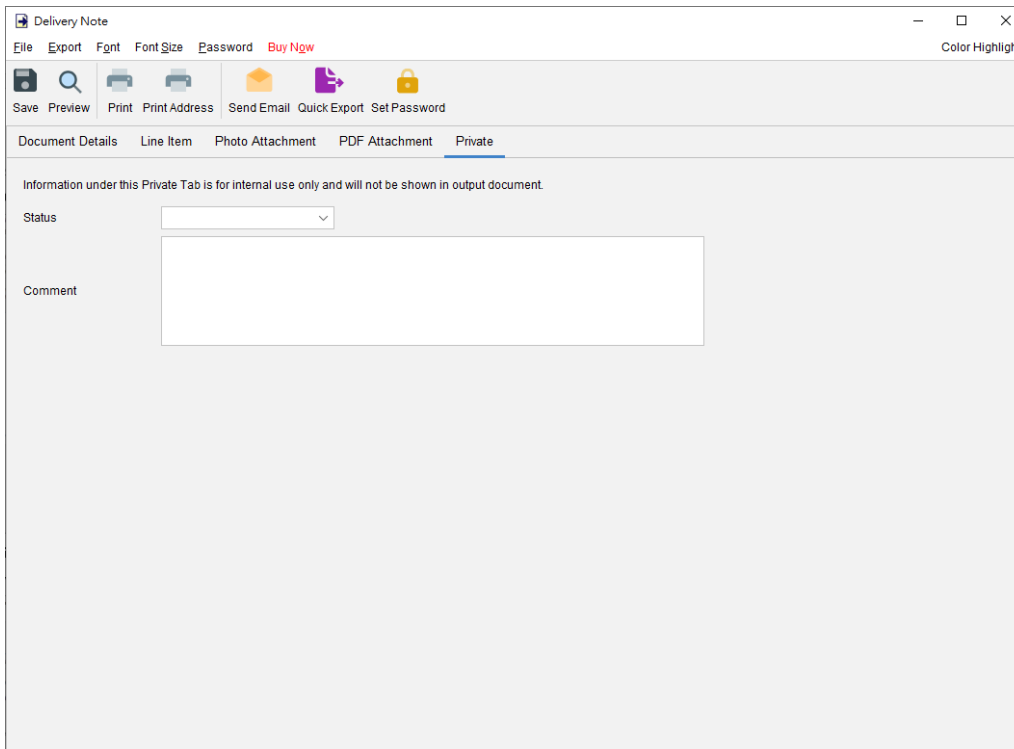 Delivery Note
File Export Font Font Size Password Buy Now Color Highligh
Save Preview Print Print Address Send Email Quick Export Set Password
Document Details Line Item Photo Attachment PDF Attachment Private
Information under this Private Tab is for internal use only and will not be shown in output document.
Status
Comment